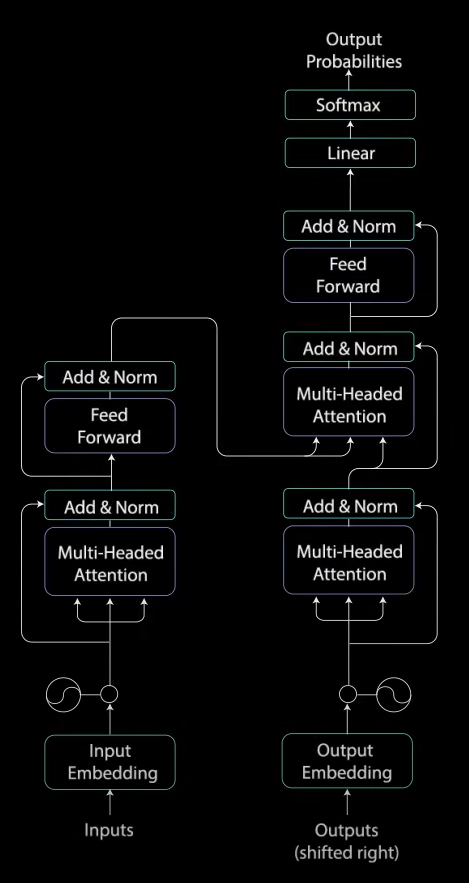 Output
Probabilities
Softmax
Linear
Add & Norm
Feed
Forward
Add & Norm
Multi-Headed
Attention
Add & Norm
Multi-Headed
Attention
Output
Embedding
Outputs
(shifted right)
Add & Norm
Feed
Forward
Add & Norm
Multi-Headed
Attention
Input
Embedding
Inputs